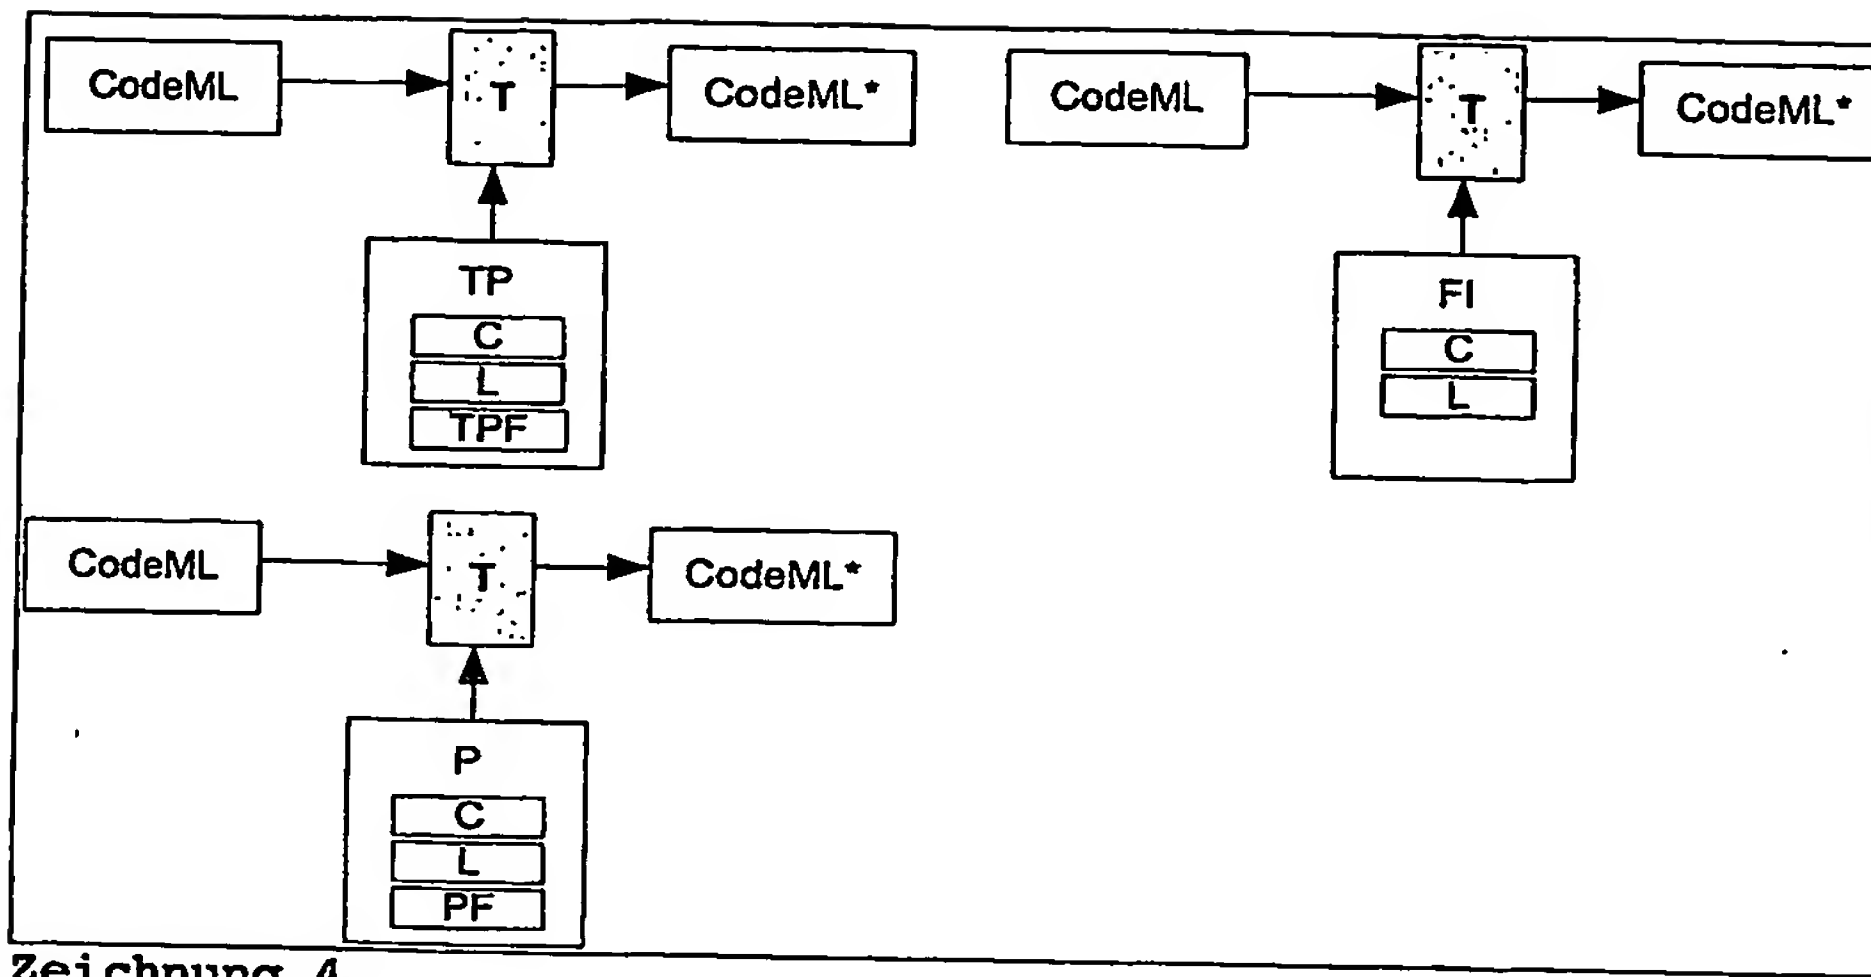 CodeML T CodeML* CodeML T CodeML*
TP FI
C C
L L
TPF
CodeML T CodeML*
P
C
L
PF
Zeichnung 4